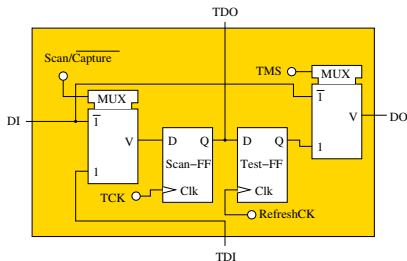 TDO
Scan/Capture
TMS
MUX
MUX
DI
1
V
D
Q
Scan-FF
Clk
D
Q
Test-FF
Clk
1
V
DO
1
1
TCK
RefreshCK
TDI